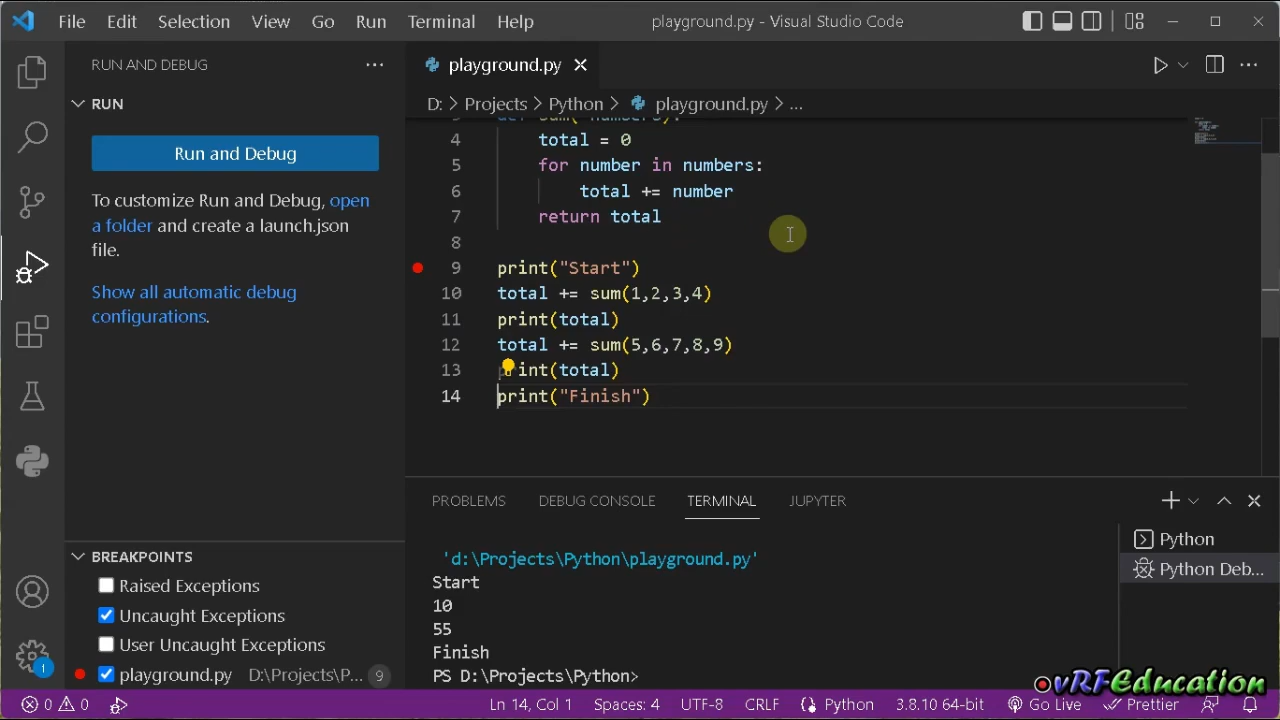 File Edit Selection View Go Run Terminal Help playground.py - Visual Studio Code
RUN AND DEBUG
RUN
Run and Debug
To customize Run and Debug, open
a folder and create a launch.json
file.
Show all automatic debug
configurations.
BREAKPOINTS
Raised Exceptions
Uncaught Exceptions
User Uncaught Exceptions
playground.py D:\Projects\P... 9
playground.py
D: > Projects > Python > playground.py > ...
4 total = 0
5 for number in numbers:
6 total += number
7 return total
8
9 print("Start")
10 total += sum(1,2,3,4)
11 print(total)
12 total += sum(5,6,7,8,9)
13 print(total)
14 print("Finish")
PROBLEMS DEBUG CONSOLE TERMINAL JUPYTER
'd:\Projects\Python\playground.py'
Start
10
55
Finish
PS D:\Projects\Python>
Python
Python Deb...
1
vRFEducation
0 0 Ln 14, Col 1 Spaces: 4 UTF-8 CRLF Python 3.8.10 64-bit Go Live Prettier